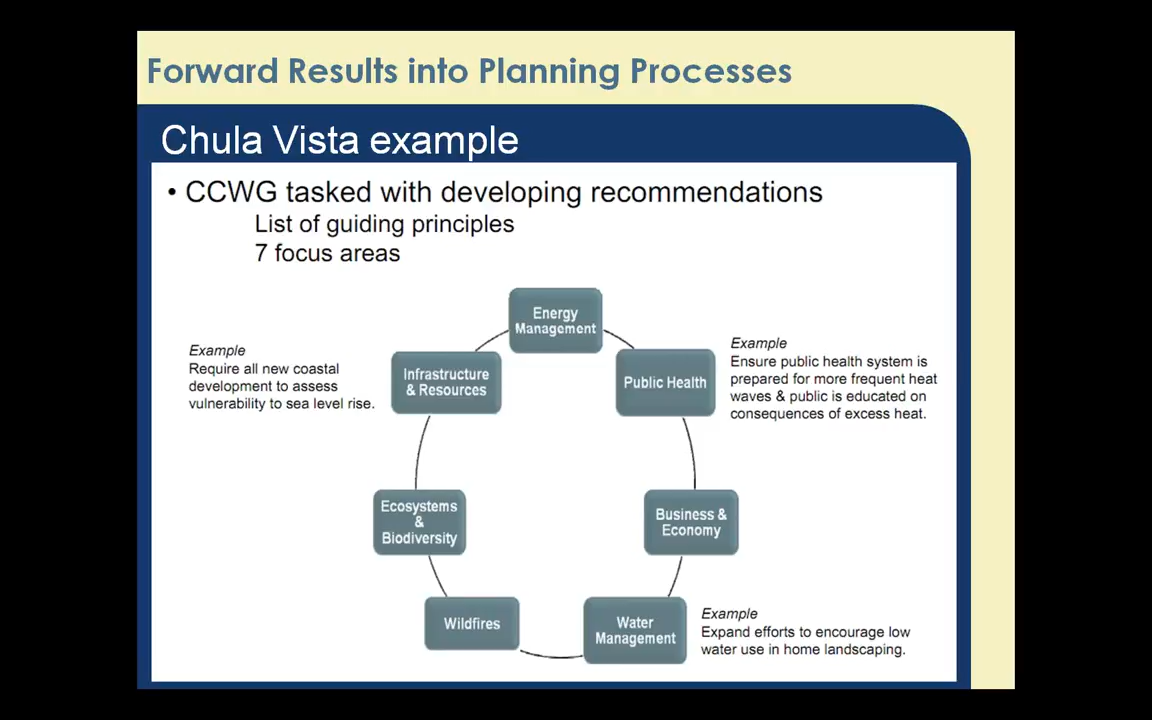 Forward Results into Planning Processes
Chula Vista example
• CCWG tasked with developing recommendations
List of guiding principles
7 focus areas
Energy
Management
Example
Require all new coastal
development to assess
vulnerability to sea level rise.
Infrastructure
& Resources
Public Health
Example
Ensure public health system is
prepared for more frequent heat
waves & public is educated on
consequences of excess heat.
Ecosystems
&
Biodiversity
Business &
Economy
Wildfires
Water
Management
Example
Expand efforts to encourage low
water use in home landscaping.